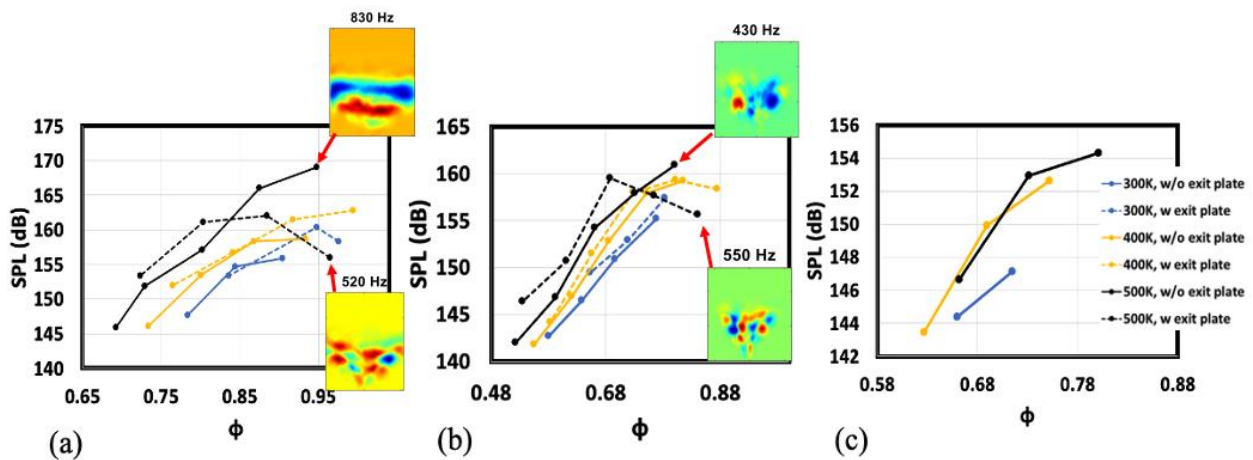 830 Hz
430 Hz
175
170
165
160
155
150
145
140
SPL (dB)
0.65
0.75
0.85
0.95
ϕ
520 Hz
(a)
165
160
155
150
145
140
SPL (dB)
0.48
0.68
0.88
ϕ
550 Hz
(b)
156
154
152
150
148
146
144
142
SPL (dB)
0.58
0.68
0.78
0.88
ϕ
300K, w/o exit plate
300K, w exit plate
400K, w/o exit plate
400K, w exit plate
500K, w/o exit plate
500K, w exit plate
(c)